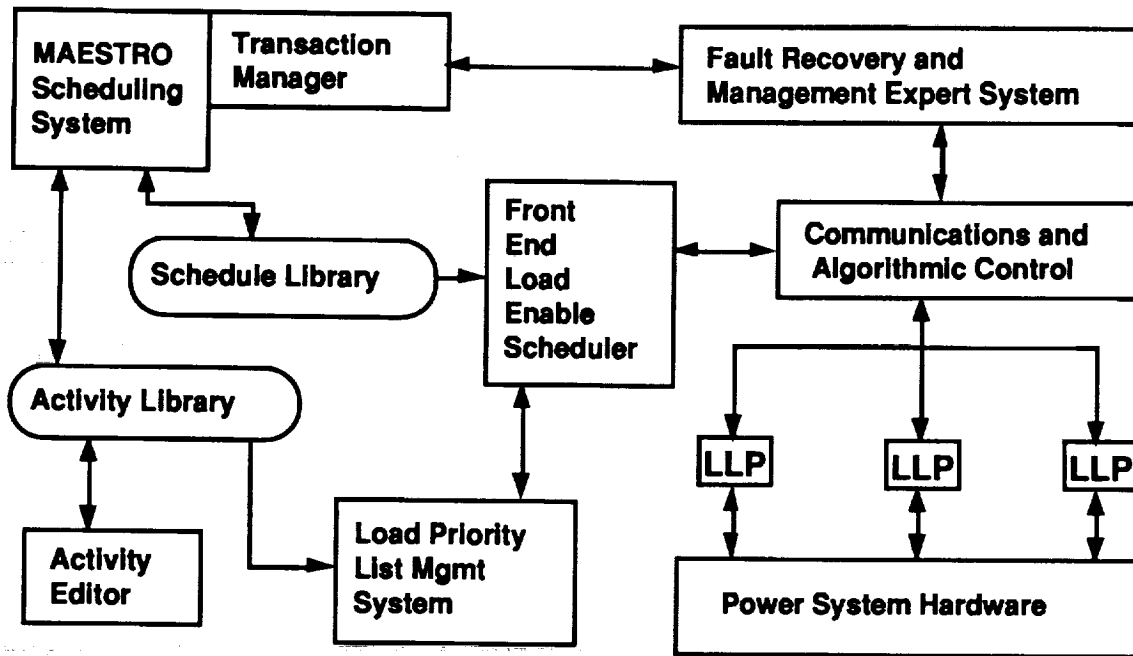 MAESTRO
Scheduling
System
Transaction
Manager
Fault Recovery and
Management Expert System
Front
End
Load
Enable
Scheduler
Communications and
Algorithmic Control
Schedule Library
Activity Library
LLP
LLP
LLP
Activity
Editor
Load Priority
List Mgmt
System
Power System Hardware